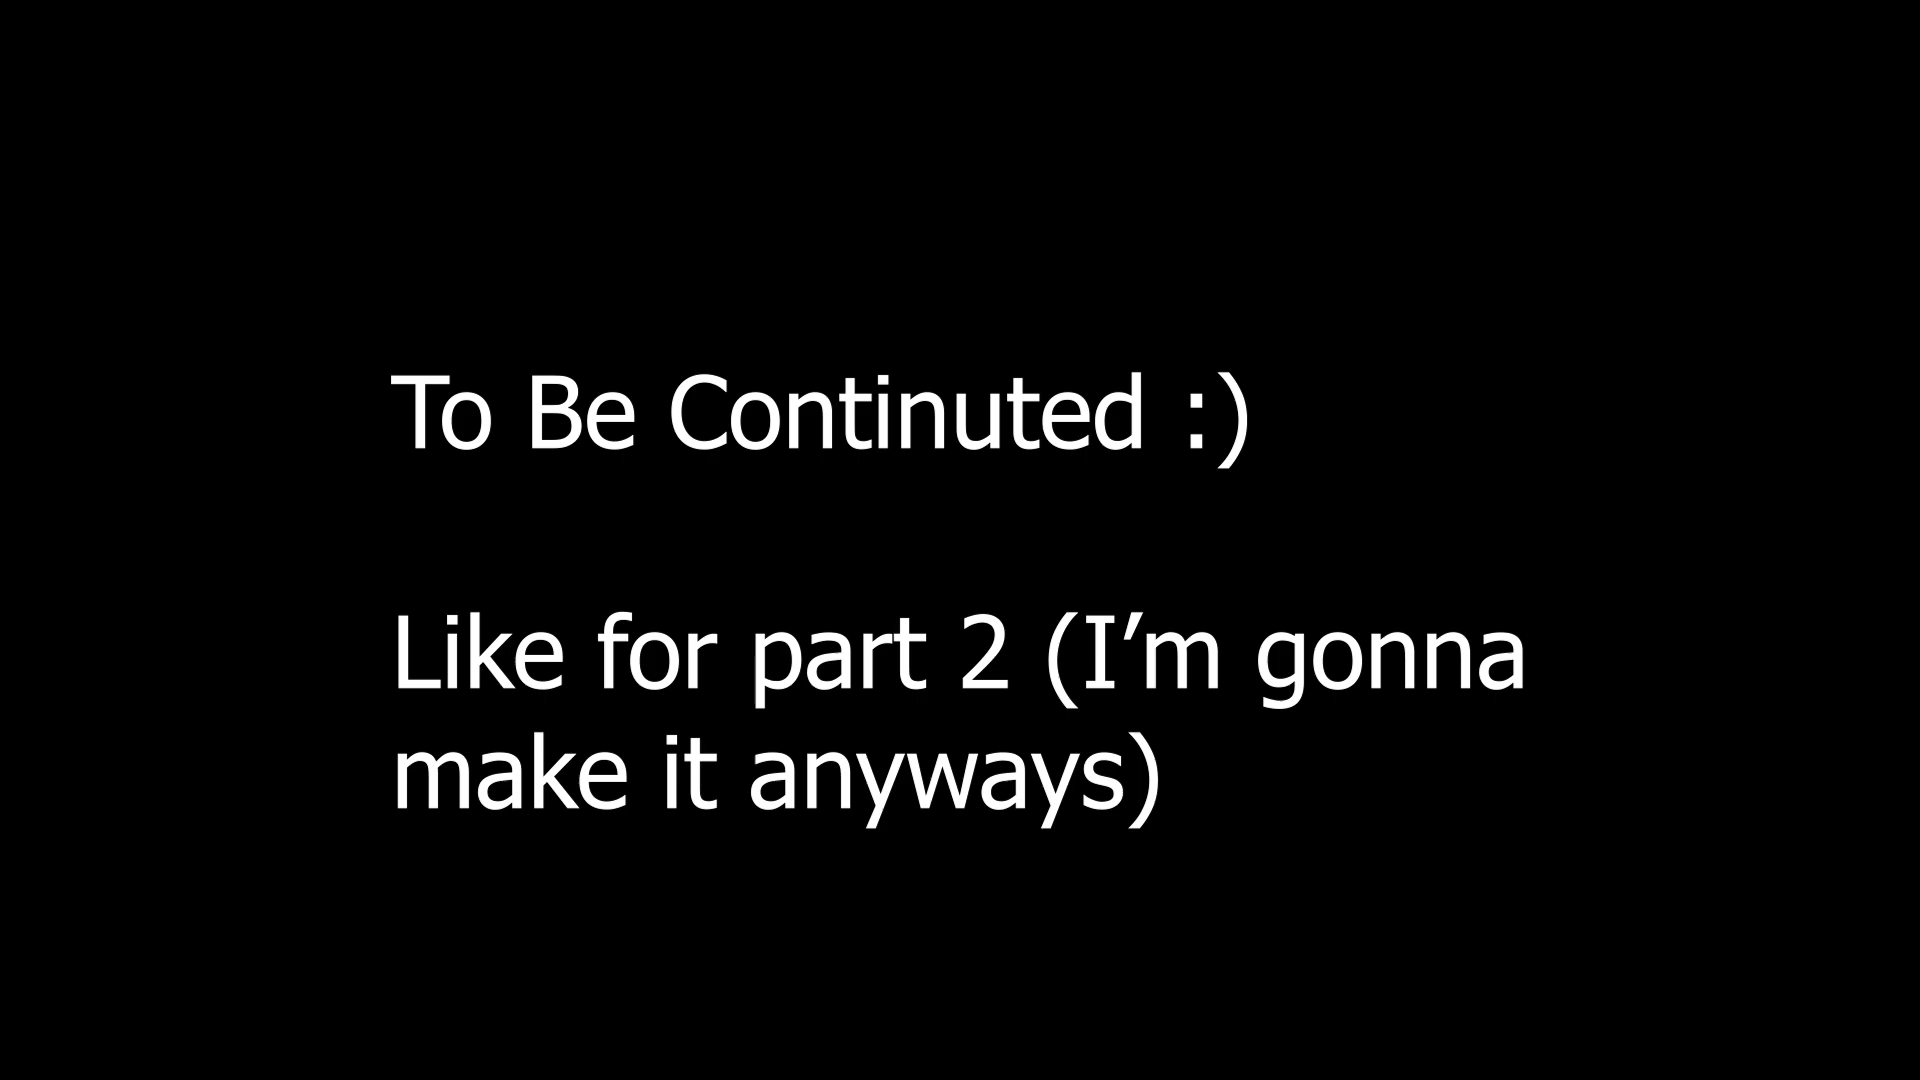 To Be Continuted :)
Like for part 2 (I’m gonna
make it anyways)